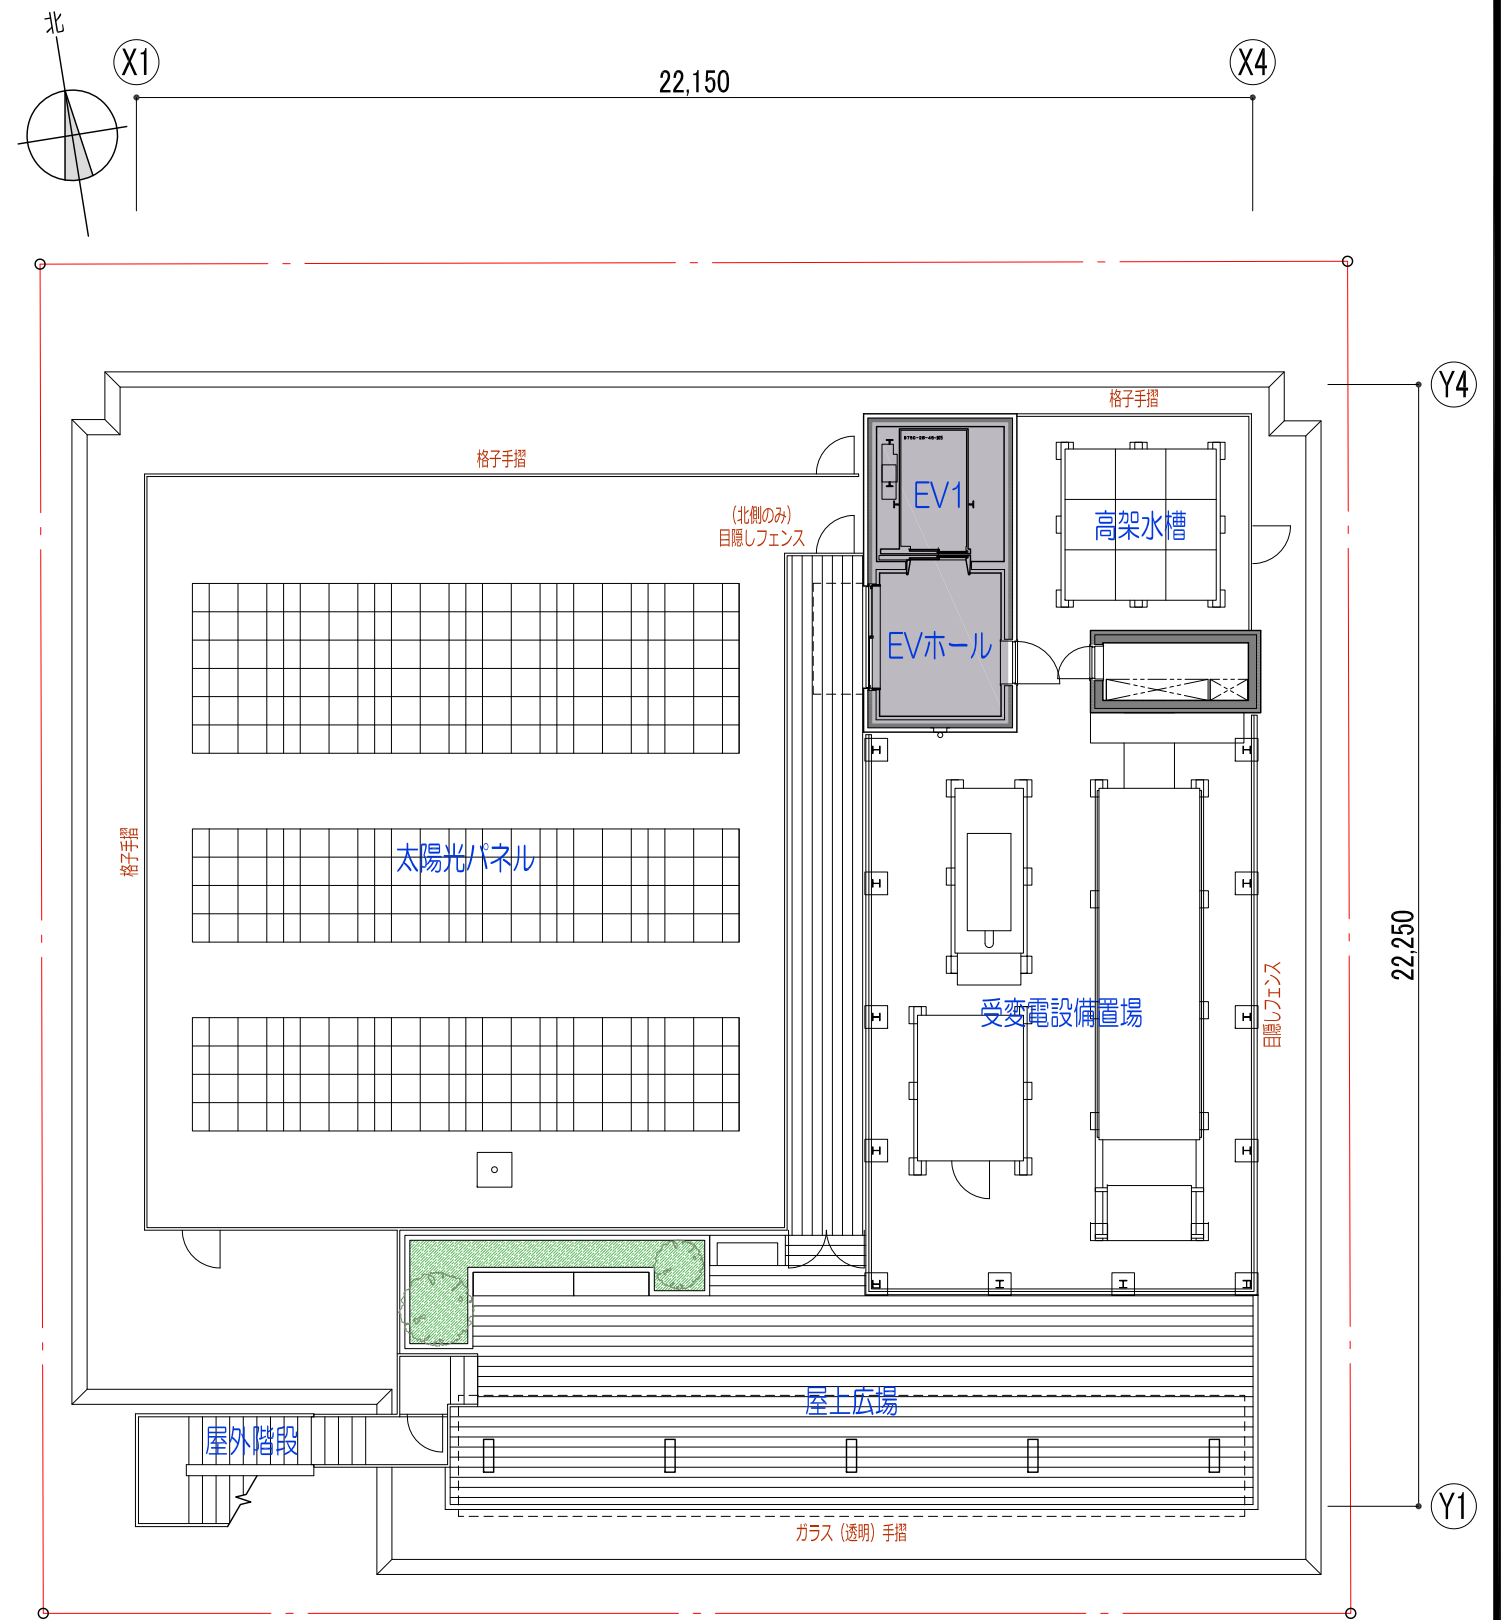 北
X1
X4
22,150
Y4
格子手摺
格子手摺
EV1
高架水槽
(北側のみ)
目隠しフェンス
EVホール
格子手摺
太陽光パネル
22,250
目隠しフェンス
受変電設備置場
屋上広場
屋外階段
Y1
ガラス (透明) 手摺